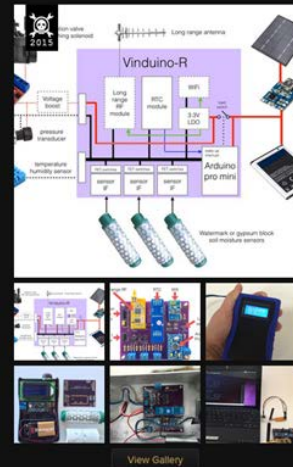 2015
Long range antenna
Vinduino-R
Long
range
RF
module
RTC
module
WiFi
3.3V
LDO
Voltage
boost
pressure
transducer
temperature
humidity sensor
Arduino
pro mini
sensor
IF
sensor
IF
sensor
IF
Watermark or gypsum block
soil moisture sensors
Vinduino-R
View Gallery